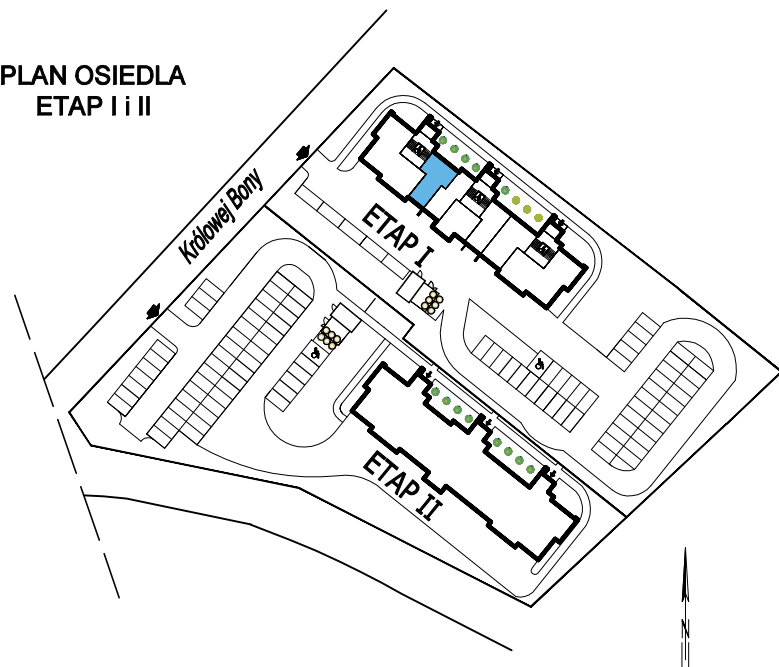 PLAN OSIEDLA
ETAP I i II
Królowej Bony
ETAP I
ETAP II
N